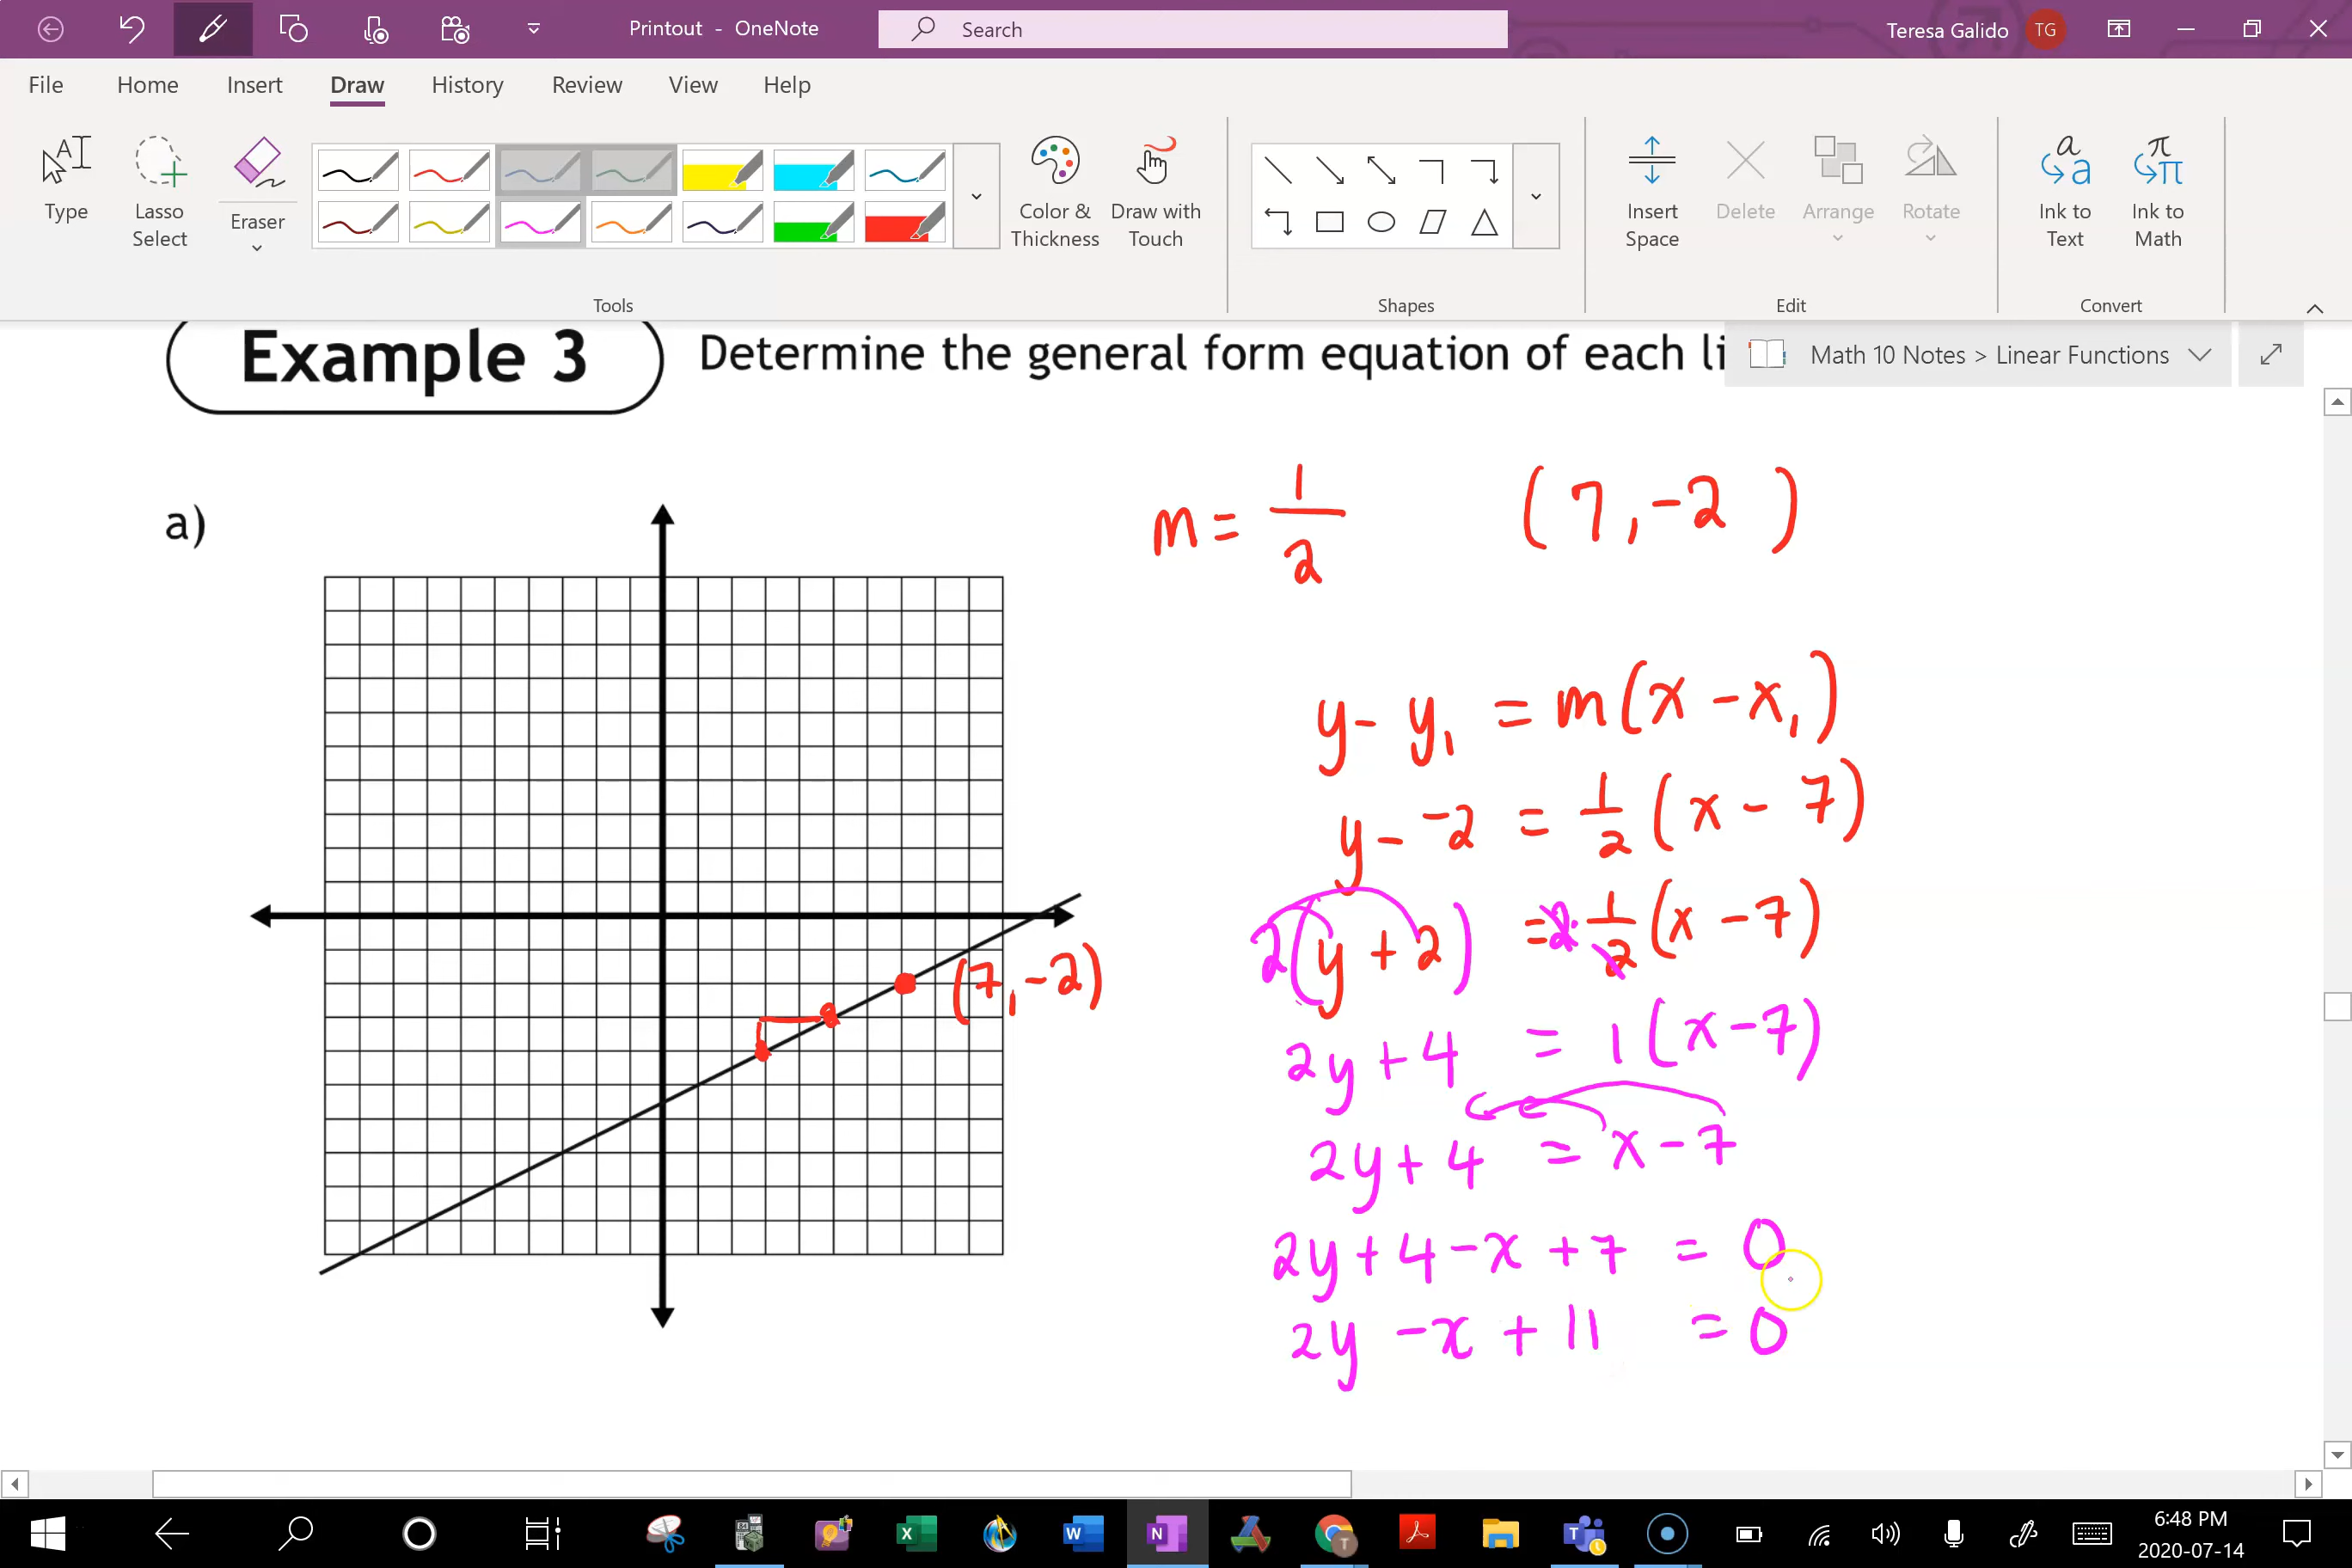 Printout - OneNote
Search
Teresa Galido TG
File Home Insert Draw History Review View Help
Type
Lasso Select
Eraser
Color & Thickness
Draw with Touch
Insert Space
Delete
Arrange
Rotate
Ink to Text
Ink to Math
Tools
Shapes
Edit
Convert
Example 3 Determine the general form equation of each li
Math 10 Notes > Linear Functions
a)
m = 1/2 (7, -2)
y - y₁ = m(x - x₁)
y - -2 = 1/2 (x - 7)
2(y + 2) = 2· 1/2 (x - 7)
(7, -2)
2y + 4 = 1(x - 7)
2y + 4 = x - 7
2y + 4 - x + 7 = 0
2y - x + 11 = 0
6:48 PM
2020-07-14